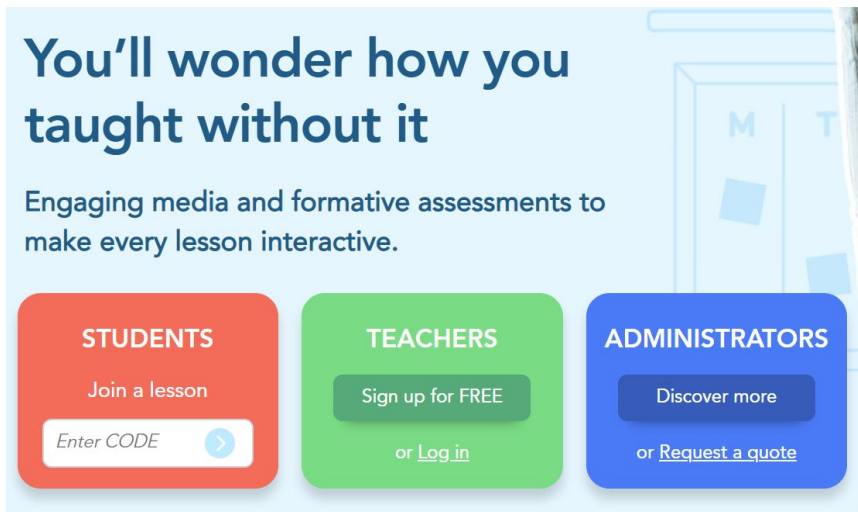 You'll wonder how you
taught without it
M T
Engaging media and formative assessments to
make every lesson interactive.
STUDENTS
Join a lesson
Enter CODE
TEACHERS
Sign up for FREE
or Log in
ADMINISTRATORS
Discover more
or Request a quote